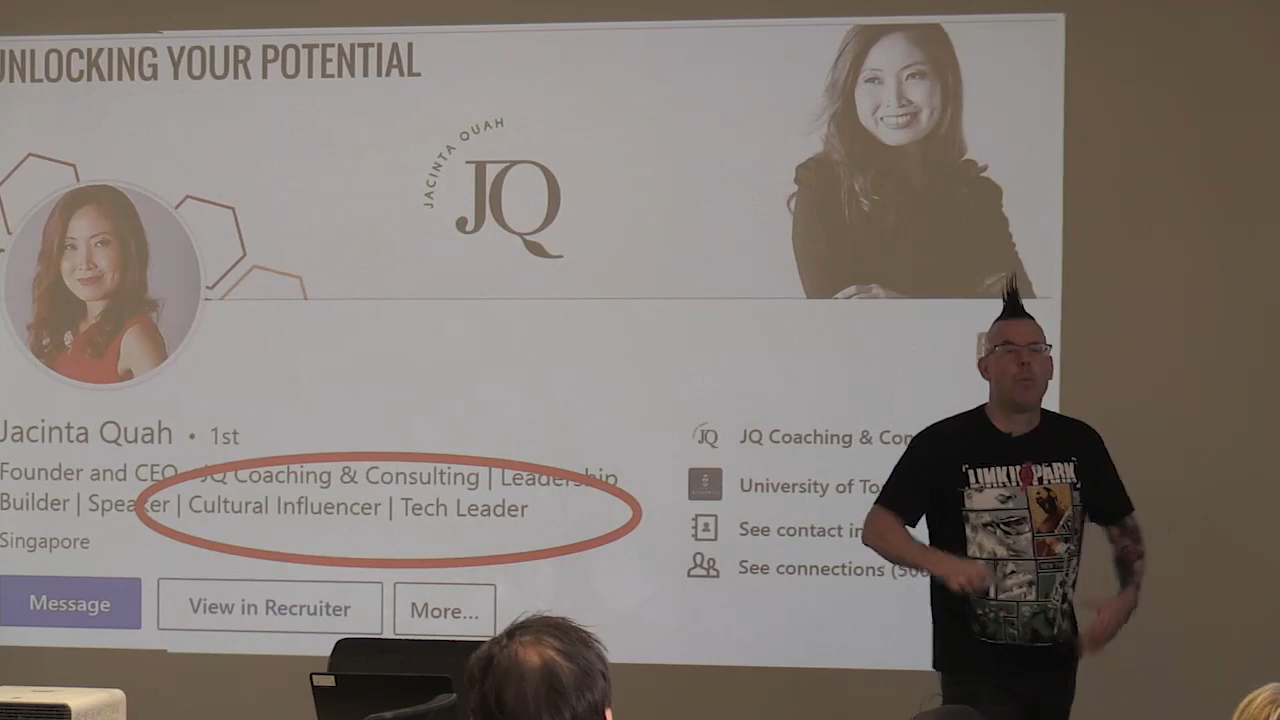 UNLOCKING YOUR POTENTIAL
JACINTA QUAH
JQ
Jacinta Quah • 1st
Founder and CEO - JQ Coaching & Consulting | Leadership
Builder | Speaker | Cultural Influencer | Tech Leader
Singapore
Message
View in Recruiter
More...
JQ
JQ Coaching & Con
University of To
See contact in
See connections (500
LINKIN PARK